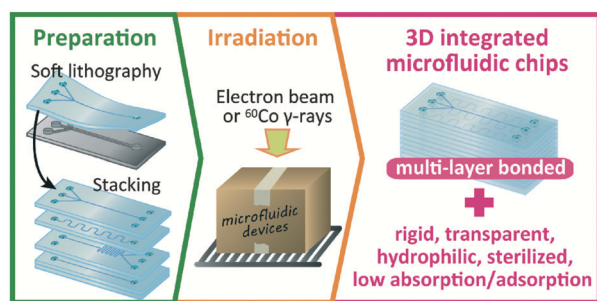 Preparation
Soft lithography
Stacking
Irradiation
Electron beam
or ⁶⁰Co γ-rays
microfluidic
devices
3D integrated
microfluidic chips
multi-layer bonded
+
rigid, transparent,
hydrophilic, sterilized,
low absorption/adsorption